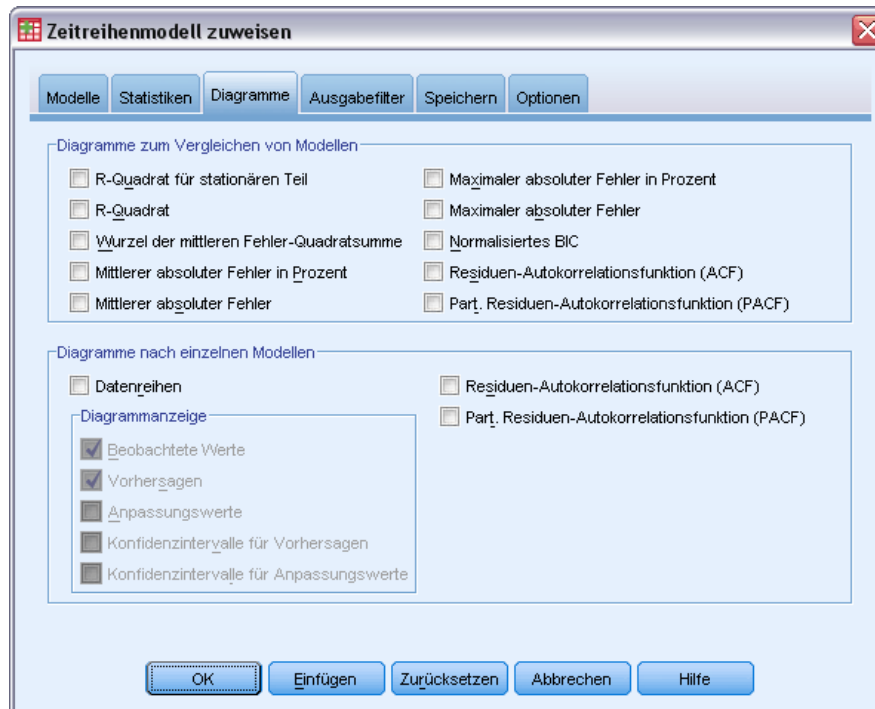 Zeitreihenmodell zuweisen
Modelle Statistiken Diagramme Ausgabefilter Speichern Optionen
Diagramme zum Vergleichen von Modellen
R-Quadrat für stationären Teil
R-Quadrat
Wurzel der mittleren Fehler-Quadratsumme
Mittlerer absoluter Fehler in Prozent
Mittlerer absoluter Fehler
Maximaler absoluter Fehler in Prozent
Maximaler absoluter Fehler
Normalisiertes BIC
Residuen-Autokorrelationsfunktion (ACF)
Part. Residuen-Autokorrelationsfunktion (PACF)
Diagramme nach einzelnen Modellen
Datenreihen
Diagrammanzeige
Beobachtete Werte
Vorhersagen
Anpassungswerte
Konfidenzintervalle für Vorhersagen
Konfidenzintervalle für Anpassungswerte
Residuen-Autokorrelationsfunktion (ACF)
Part. Residuen-Autokorrelationsfunktion (PACF)
OK Einfügen Zurücksetzen Abbrechen Hilfe